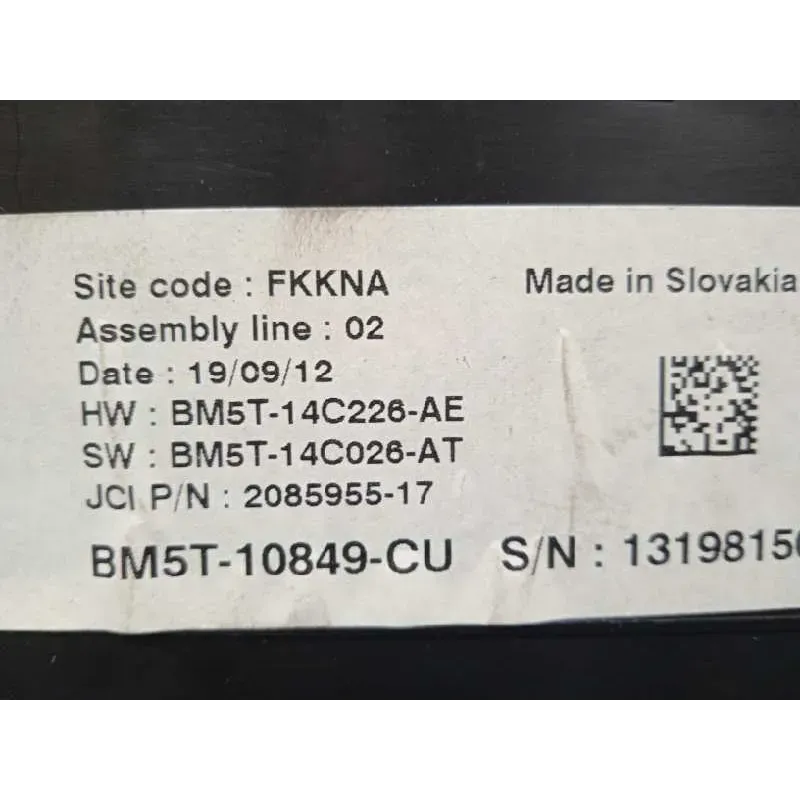 Site code : FKKNA
Made in Slovakia
Assembly line : 02
Date : 19/09/12
HW : BM5T-14C226-AE
SW : BM5T-14C026-AT
JCI P/N : 2085955-17
BM5T-10849-CU S/N : 1319815